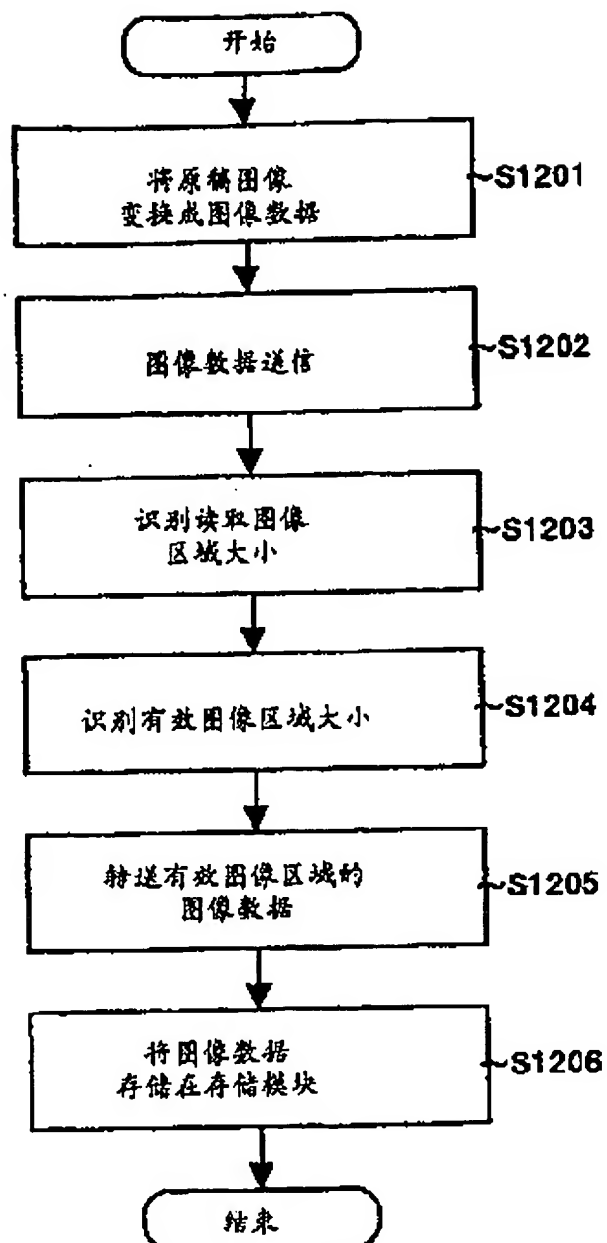 开始
将原稿图像
变换成图像数据
~S1201
图像数据送信
~S1202
识别读取图像
区域大小
~S1203
识别有效图像区域大小
~S1204
转送有效图像区域的
图像数据
~S1205
将图像数据
存储在存储模块
~S1206
结束